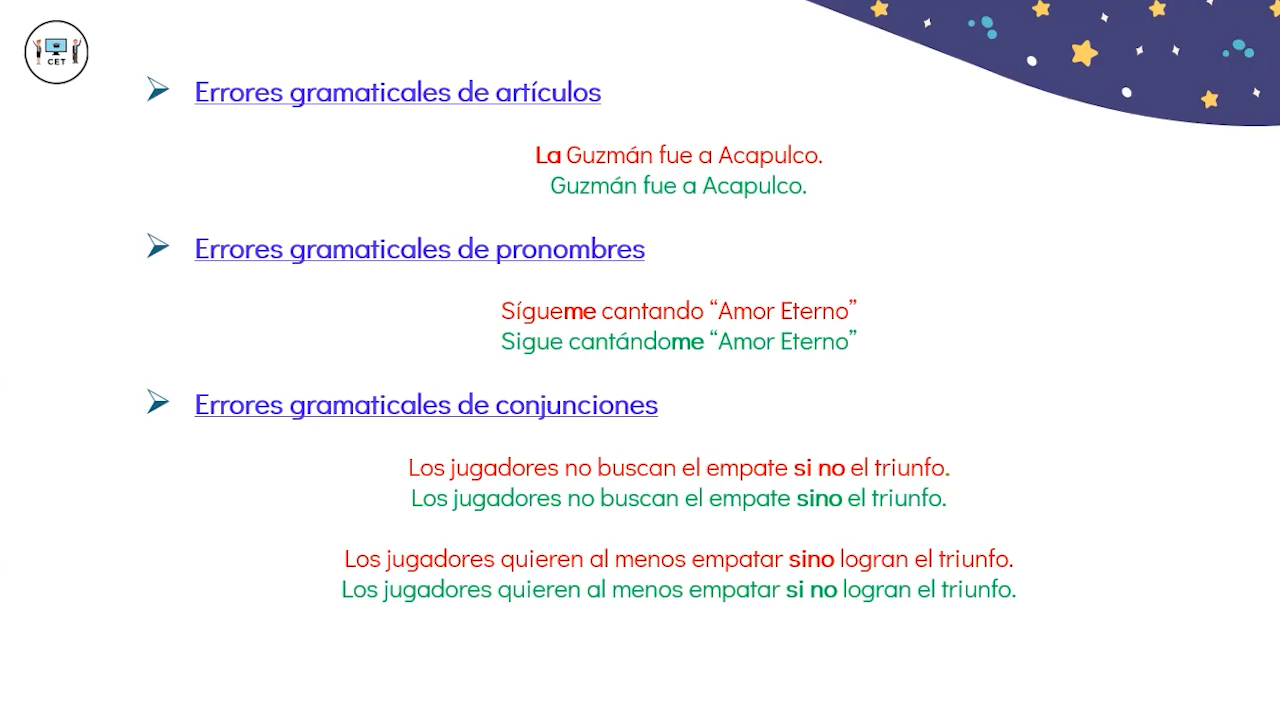 CET
Errores gramaticales de artículos
La Guzmán fue a Acapulco.
Guzmán fue a Acapulco.
Errores gramaticales de pronombres
Sígueme cantando “Amor Eterno”
Sigue cantándome “Amor Eterno”
Errores gramaticales de conjunciones
Los jugadores no buscan el empate si no el triunfo.
Los jugadores no buscan el empate sino el triunfo.
Los jugadores quieren al menos empatar sino logran el triunfo.
Los jugadores quieren al menos empatar si no logran el triunfo.